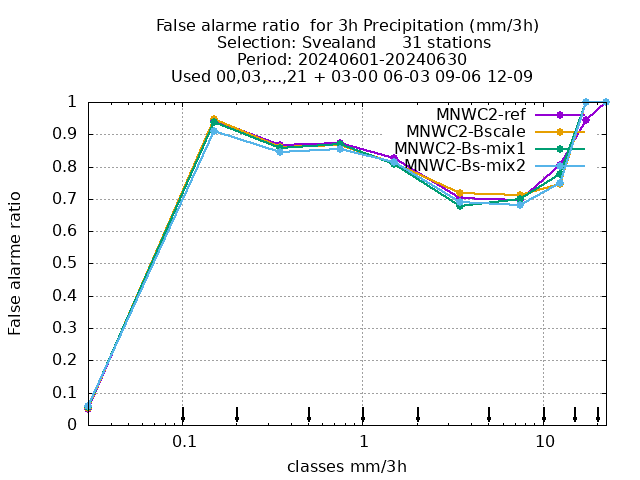 False alarme ratio  for 3h Precipitation (mm/3h)
Selection: Svealand     31 stations
Period: 20240601-20240630
Used 00,03,...,21 + 03-00 06-03 09-06 12-09
MNWC2-ref
MNWC2-Bscale
MNWC2-Bs-mix1
MNWC-Bs-mix2
1
0.9
0.8
0.7
0.6
0.5
0.4
0.3
0.2
0.1
0
False alarme ratio
0.1 1 10
classes mm/3h